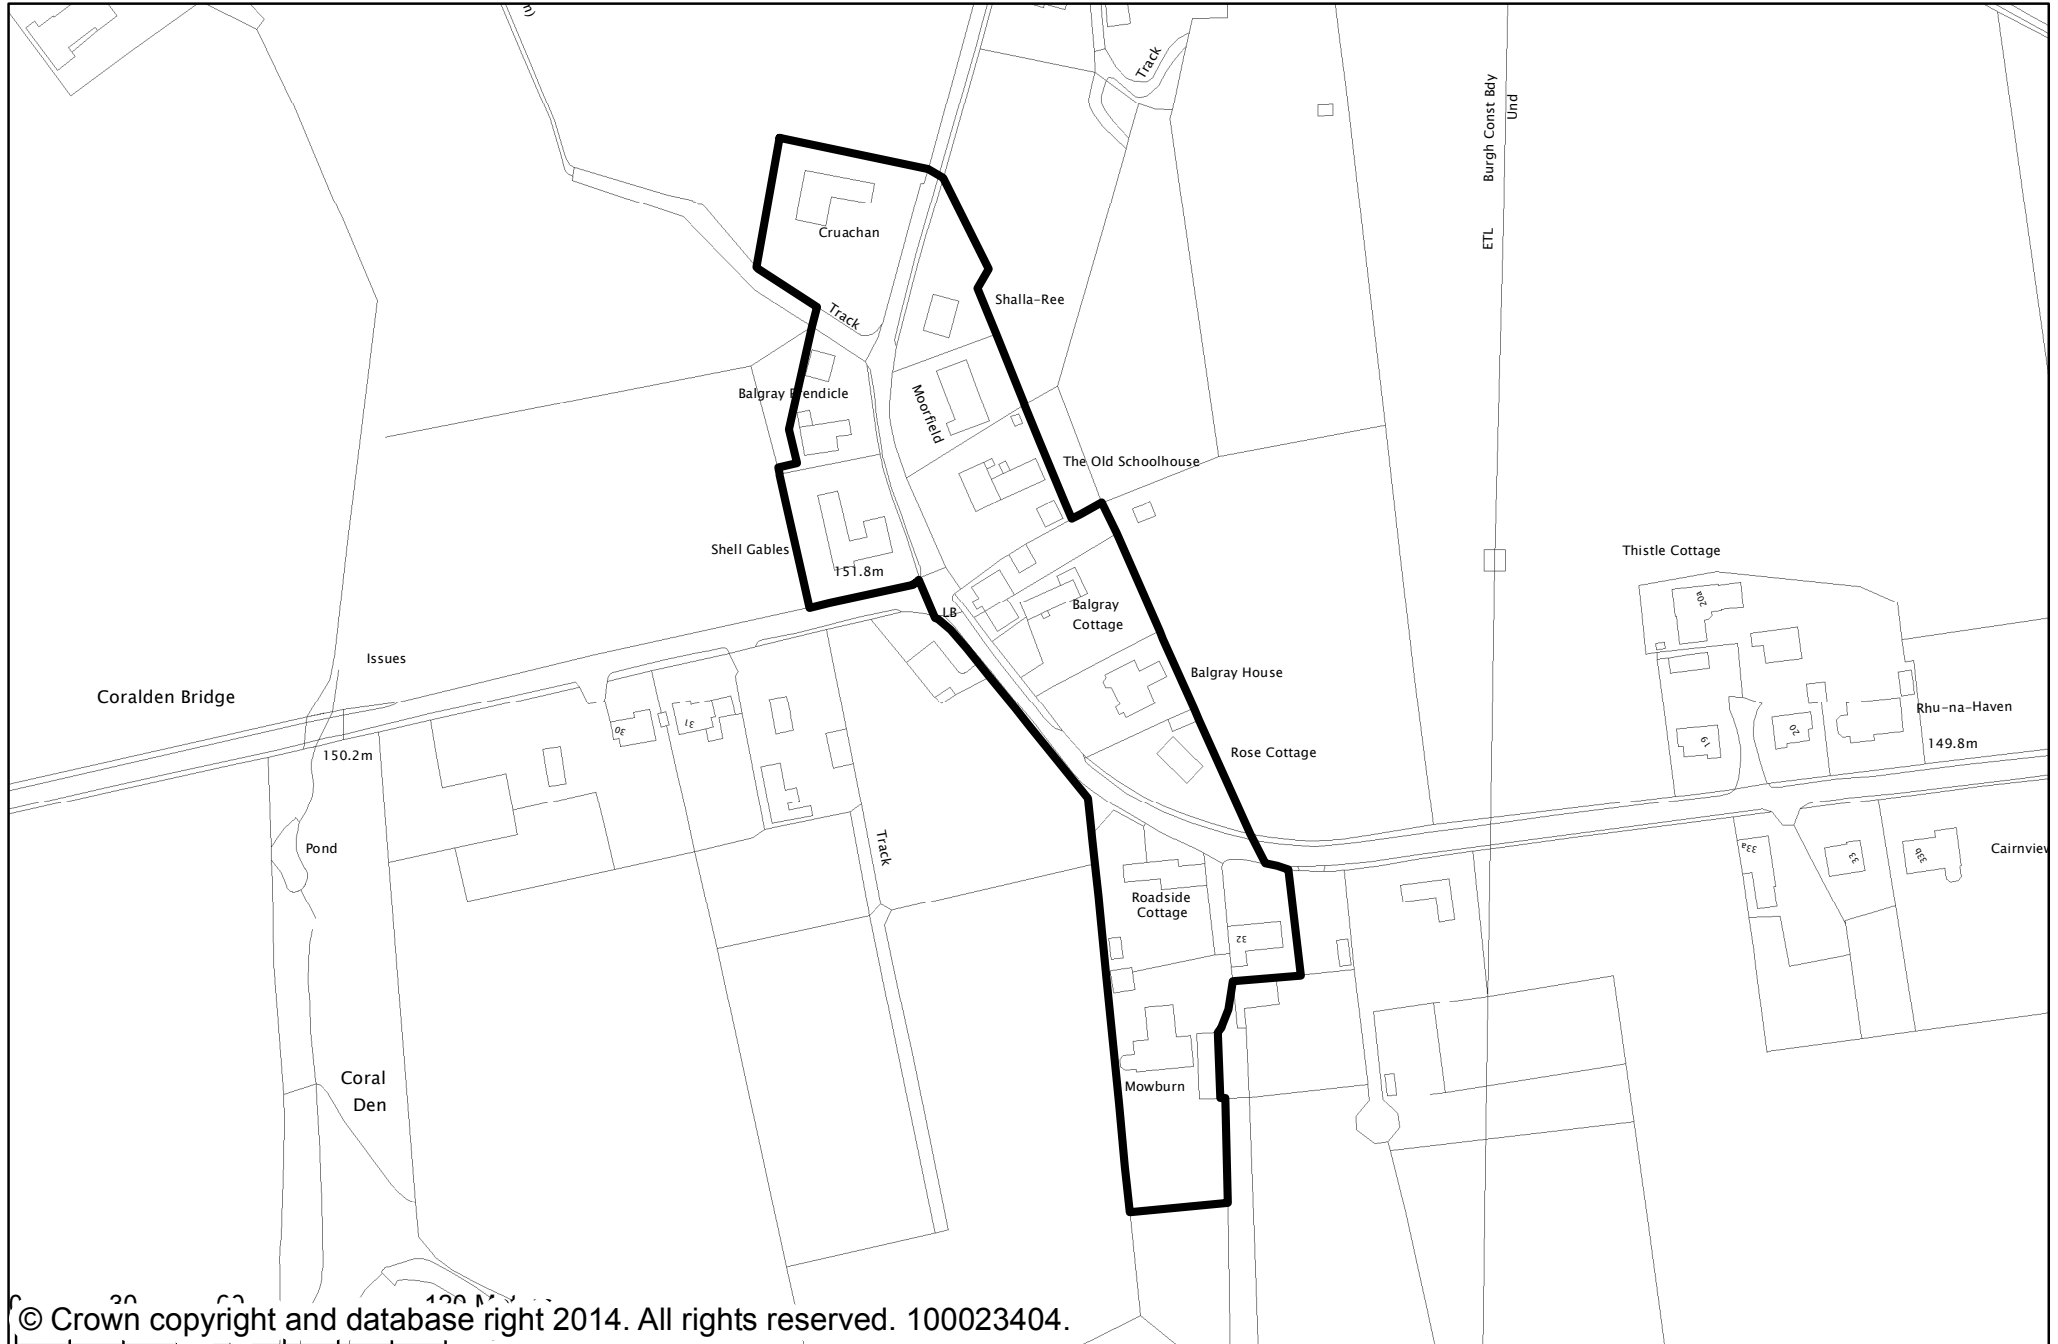 Track
Burgh Const Bdy
Und
ETL
Cruachan
Shalla-Ree
Track
Moorfield
The Old Schoolhouse
Shell Gables
151.8m
LB
Balgray
Cottage
Balgray House
Rose Cottage
Thistle Cottage
20a
Rhu-na-Haven
149.8m
19
20
Issues
Coralden Bridge
150.2m
30
31
Pond
Track
Roadside
Cottage
32
33a
33
33b
Mowburn
Coral
Den
© Crown copyright and database right 2014. All rights reserved. 100023404.